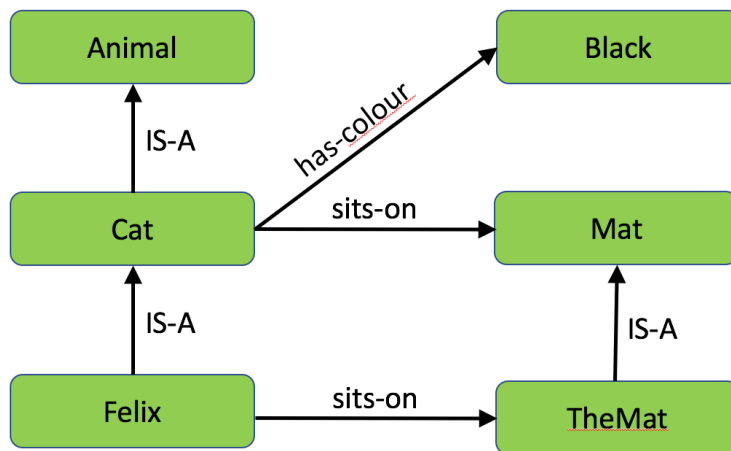 Animal
Black
IS-A
has-colour
Cat
sits-on
Mat
IS-A
IS-A
Felix
sits-on
TheMat